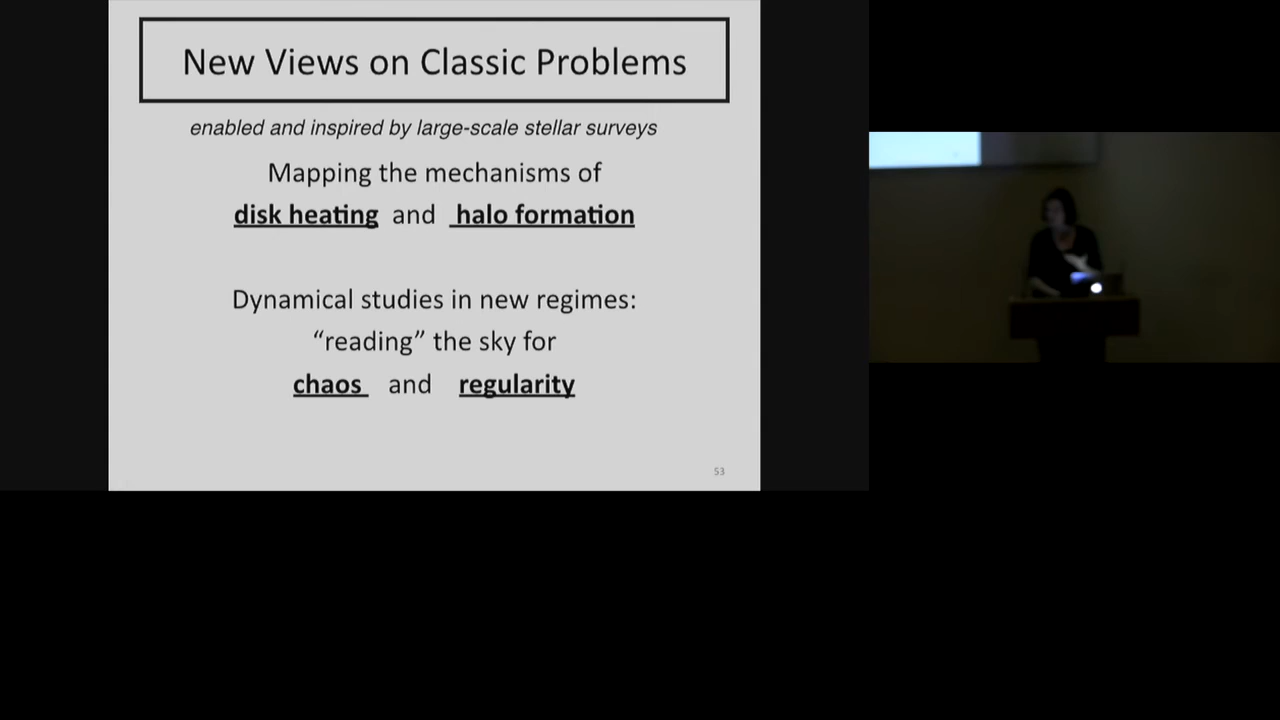 New Views on Classic Problems
enabled and inspired by large-scale stellar surveys
Mapping the mechanisms of
disk heating and halo formation
Dynamical studies in new regimes:
“reading” the sky for
chaos and regularity
53